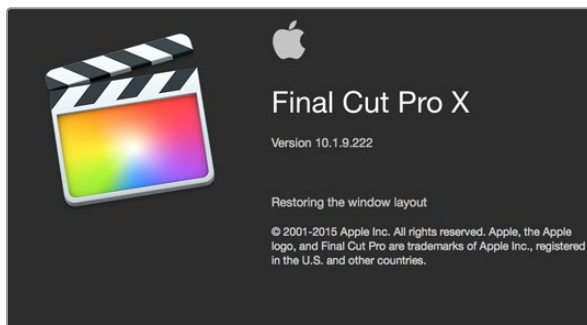 Final Cut Pro X
Version 10.1.9.222
Restoring the window layout
© 2001-2015 Apple Inc. All rights reserved. Apple, the Apple
logo, and Final Cut Pro are trademarks of Apple Inc., registered
in the U.S. and other countries.